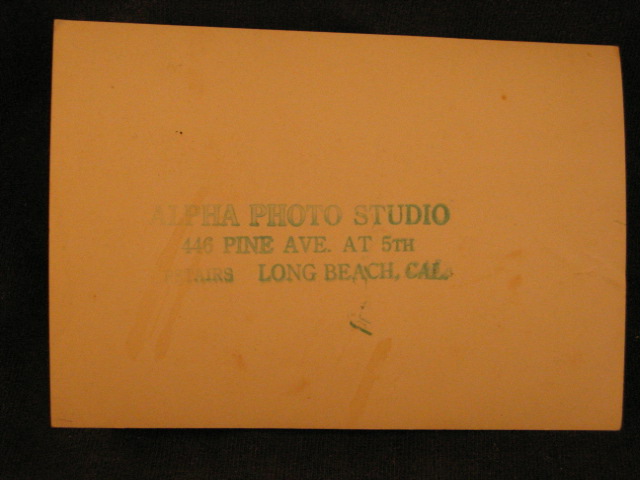 ALPHA PHOTO STUDIO
446 PINE AVE. AT 5TH
LONG BEACH, CAL.